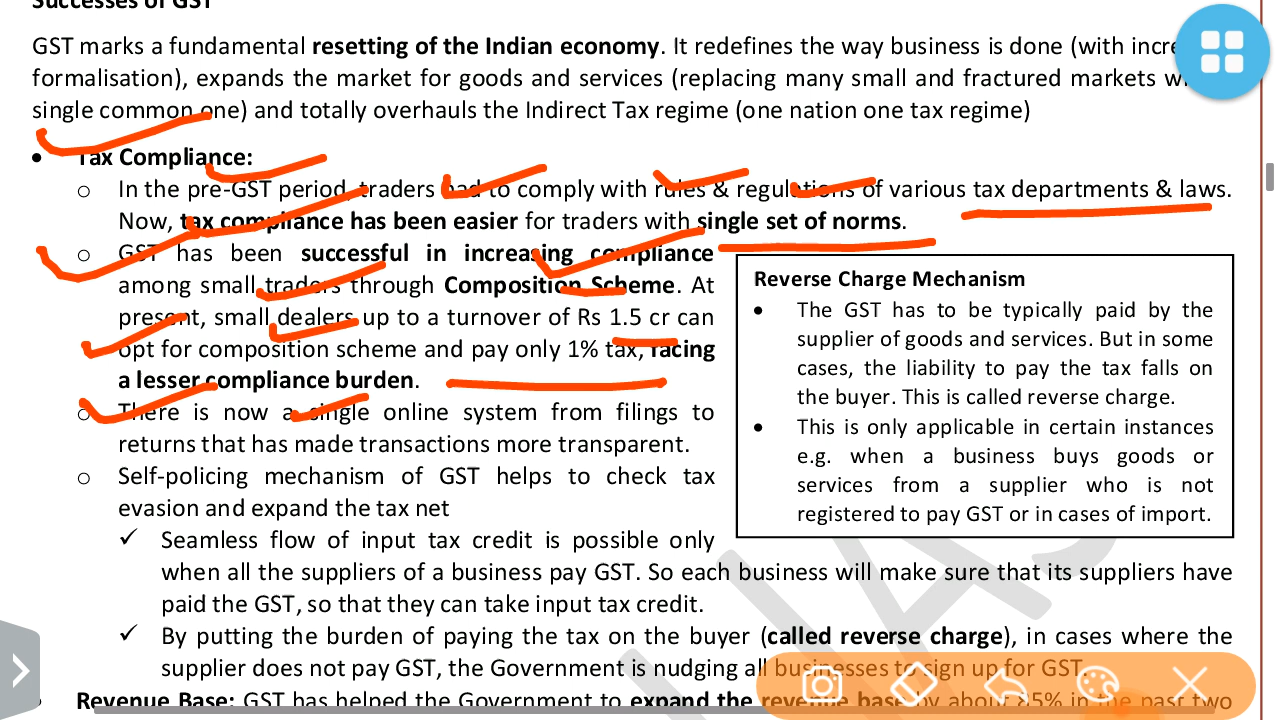 Successes of GST
GST marks a fundamental resetting of the Indian economy. It redefines the way business is done (with
formalisation), expands the market for goods and services (replacing many small and fractured markets
single common one) and totally overhauls the Indirect Tax regime (one nation one tax regime)
• Tax Compliance:
o In the pre-GST period, traders had to comply with rules & regulations of various tax departments & laws.
Now, tax compliance has been easier for traders with single set of norms.
o GST has been successful in increasing compliance
among small traders through Composition Scheme. At
present, small dealers up to a turnover of Rs 1.5 cr can
opt for composition scheme and pay only 1% tax, facing
a lesser compliance burden.
o There is now a single online system from filings to
returns that has made transactions more transparent.
o Self-policing mechanism of GST helps to check tax
evasion and expand the tax net
✓ Seamless flow of input tax credit is possible only
when all the suppliers of a business pay GST. So each business will make sure that its suppliers have
paid the GST, so that they can take input tax credit.
✓ By putting the burden of paying the tax on the buyer (called reverse charge), in cases where the
supplier does not pay GST, the Government is nudging all businesses to sign up for GST.
Revenue Base: GST has helped the Government to expand the revenue base by about 85% in the past two
Reverse Charge Mechanism
• The GST has to be typically paid by the
supplier of goods and services. But in some
cases, the liability to pay the tax falls on
the buyer. This is called reverse charge.
• This is only applicable in certain instances
e.g. when a business buys goods or
services from a supplier who is not
registered to pay GST or in cases of import.